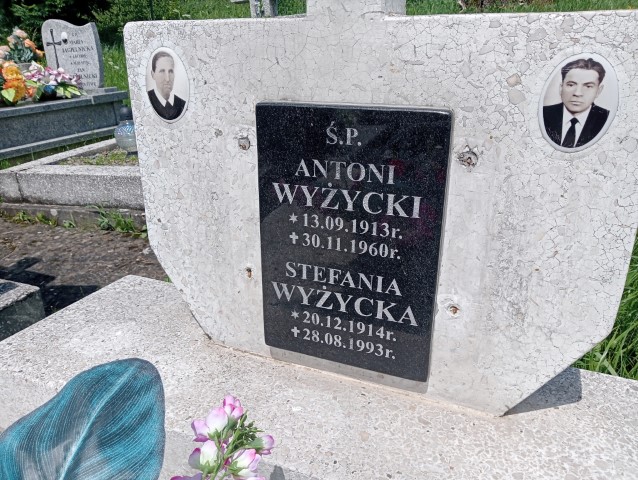 Ś.P.
ANTONI
WYŻYCKI
* 13.09.1913r.
✝ 30.11.1960r.
STEFANIA
WYŻYCKA
* 20.12.1914r.
✝ 28.08.1993r.